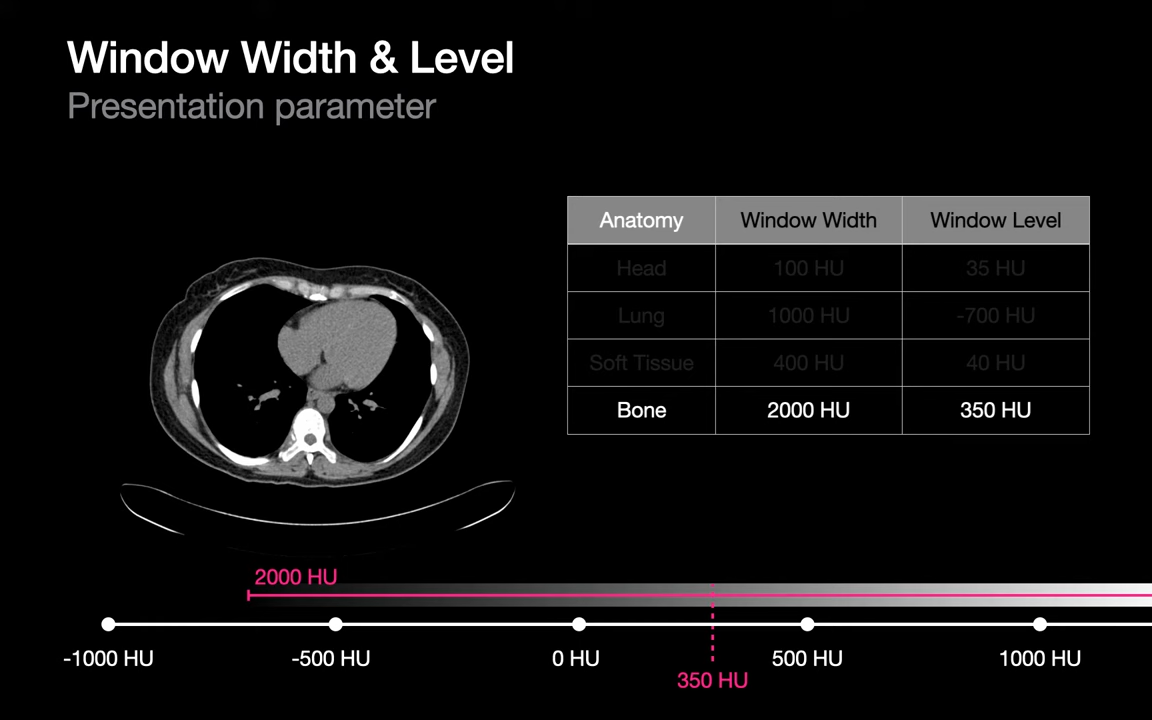 Window Width & Level
Presentation parameter
Anatomy Window Width Window Level
Head 100 HU 35 HU
Lung 1000 HU -700 HU
Soft Tissue 400 HU 40 HU
Bone 2000 HU 350 HU
2000 HU
-1000 HU -500 HU 0 HU 500 HU 1000 HU
350 HU